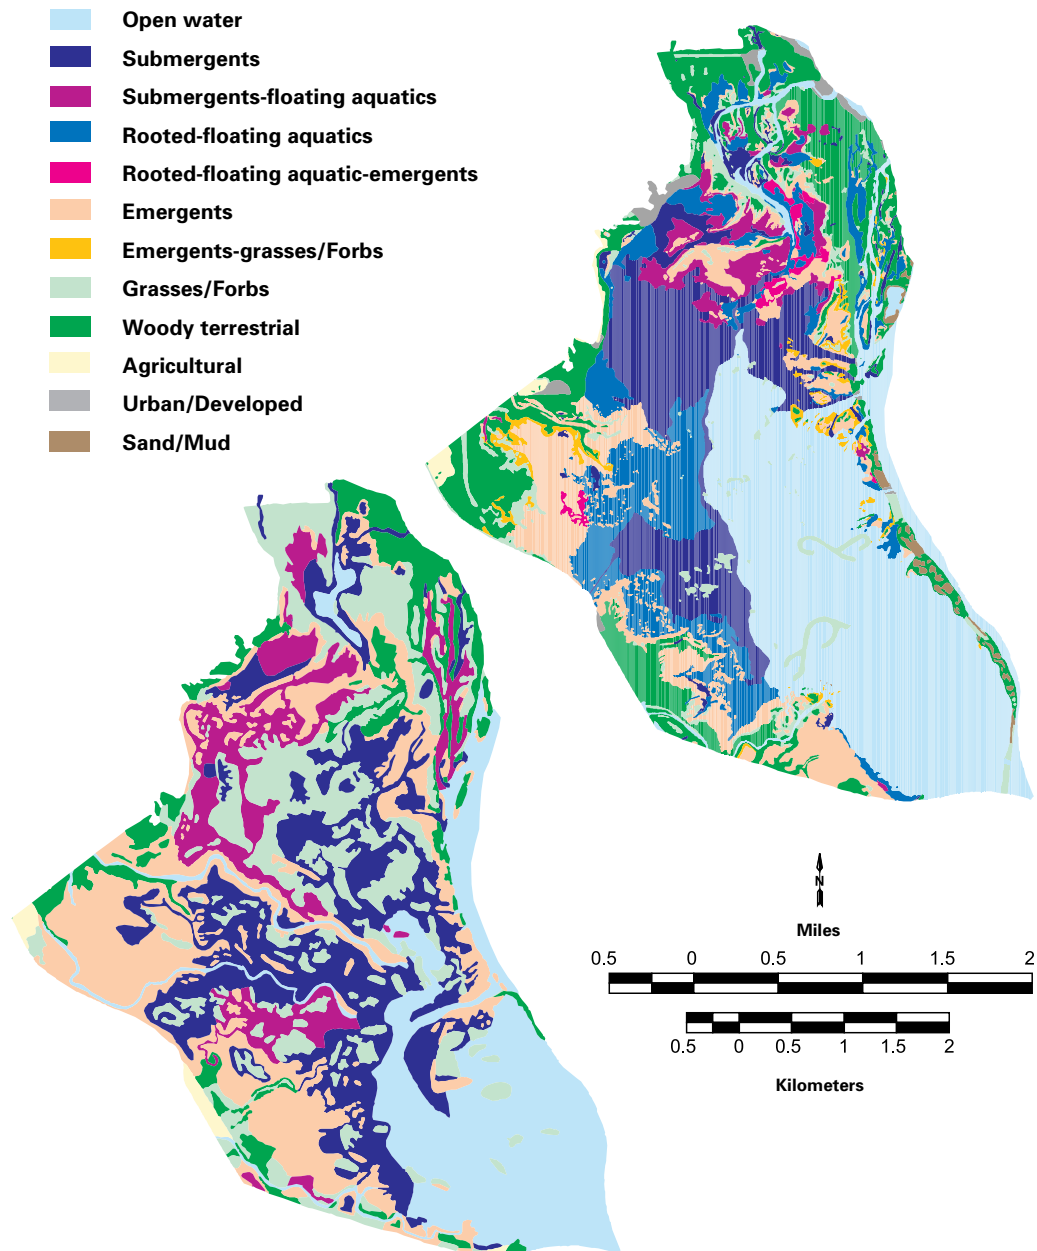 Open water
Submergents
Submergents-floating aquatics
Rooted-floating aquatics
Rooted-floating aquatic-emergents
Emergents
Emergents-grasses/Forbs
Grasses/Forbs
Woody terrestrial
Agricultural
Urban/Developed
Sand/Mud
N
Miles
0.5 0 0.5 1 1.5 2
0.5 0 0.5 1 1.5 2
Kilometers